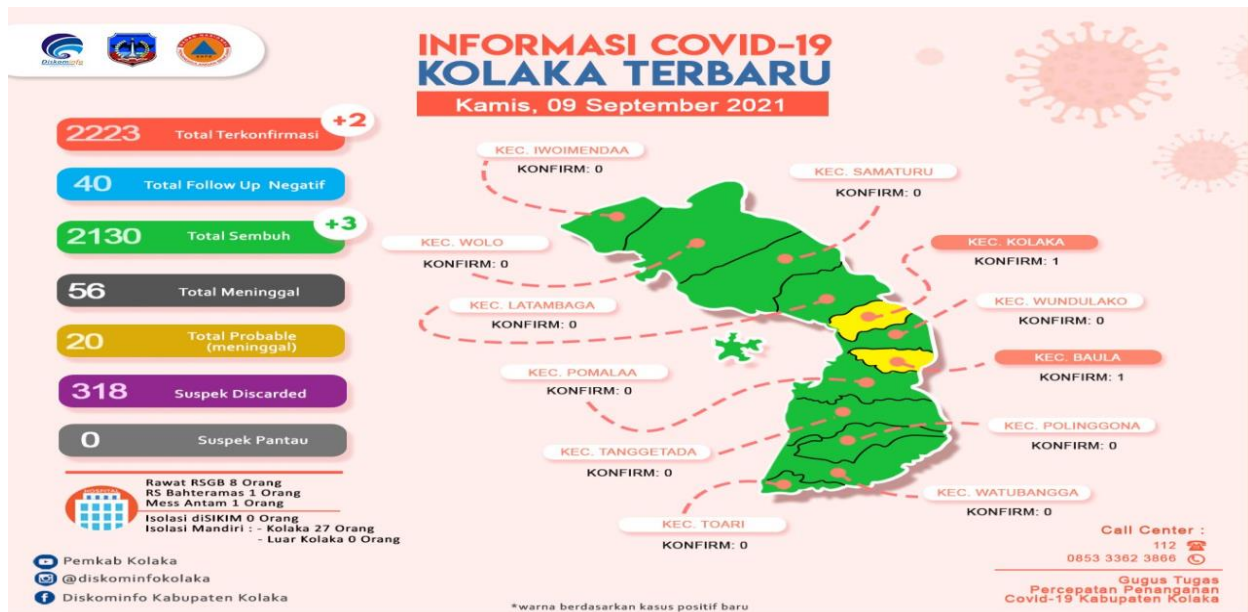 Diskominfo
INFORMASI COVID-19
KOLAKA TERBARU
Kamis, 09 September 2021
2223 Total Terkonfirmasi +2
40 Total Follow Up Negatif
2130 Total Sembuh +3
56 Total Meninggal
20 Total Probable
(meninggal)
318 Suspek Discarded
0 Suspek Pantau
HOSPITAL
Rawat RSGB 8 Orang
RS Bahteramas 1 Orang
Mess Antam 1 Orang
Isolasi diSIKIM 0 Orang
Isolasi Mandiri : - Kolaka 27 Orang
- Luar Kolaka 0 Orang
Pemkab Kolaka
@diskominfokolaka
Diskominfo Kabupaten Kolaka
KEC. IWOIMENDAA
KONFIRM: 0
KEC. SAMATURU
KONFIRM: 0
KEC. WOLO
KONFIRM: 0
KEC. KOLAKA
KONFIRM: 1
KEC. LATAMBAGA
KONFIRM: 0
KEC. WUNDULAKO
KONFIRM: 0
KEC. POMALAA
KONFIRM: 0
KEC. BAULA
KONFIRM: 1
KEC. TANGGETADA
KONFIRM: 0
KEC. POLINGGONA
KONFIRM: 0
KEC. WATUBANGGA
KONFIRM: 0
KEC. TOARI
KONFIRM: 0
Call Center :
112
0853 3362 3866
Gugus Tugas
Percepatan Penanganan
Covid-19 Kabupaten Kolaka
*warna berdasarkan kasus positif baru